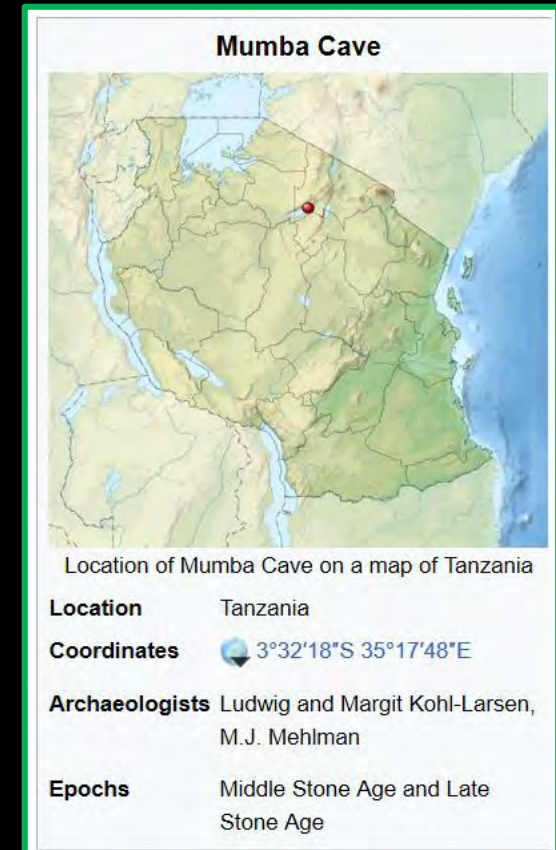 Mumba Cave
Location of Mumba Cave on a map of Tanzania
Location Tanzania
Coordinates 3°32′18″S 35°17′48″E
Archaeologists Ludwig and Margit Kohl-Larsen,
M.J. Mehlman
Epochs Middle Stone Age and Late
Stone Age